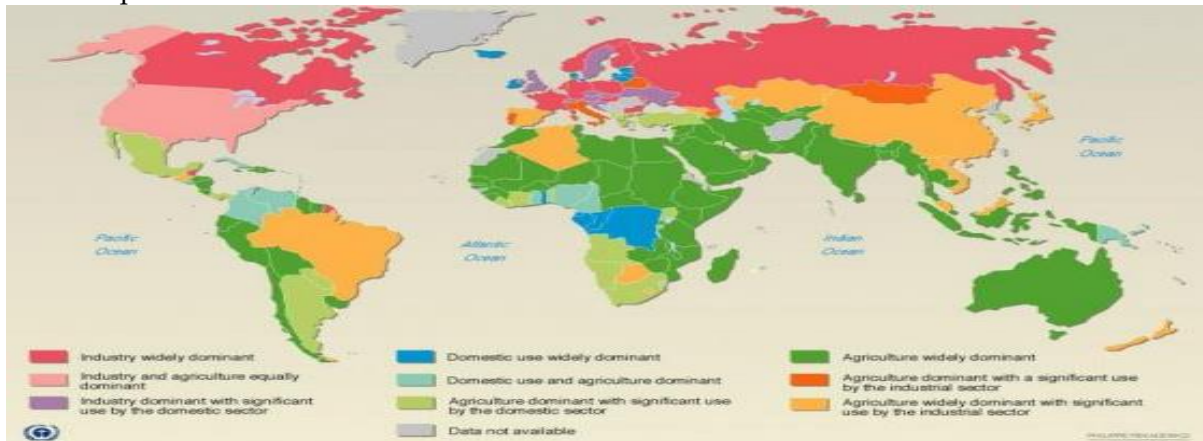 Pacific
Ocean
Pacific
Ocean
Atlantic
Ocean
Indian
Ocean
Industry widely dominant
Industry and agriculture equally
dominant
Industry dominant with significant
use by the domestic sector
Domestic use widely dominant
Domestic use and agriculture dominant
Agriculture dominant with significant use
by the domestic sector
Data not available
Agriculture widely dominant
Agriculture dominant with a significant use
by the industrial sector
Agriculture widely dominant with significant
use by the industrial sector
PHILIPPE REKACEWICZ